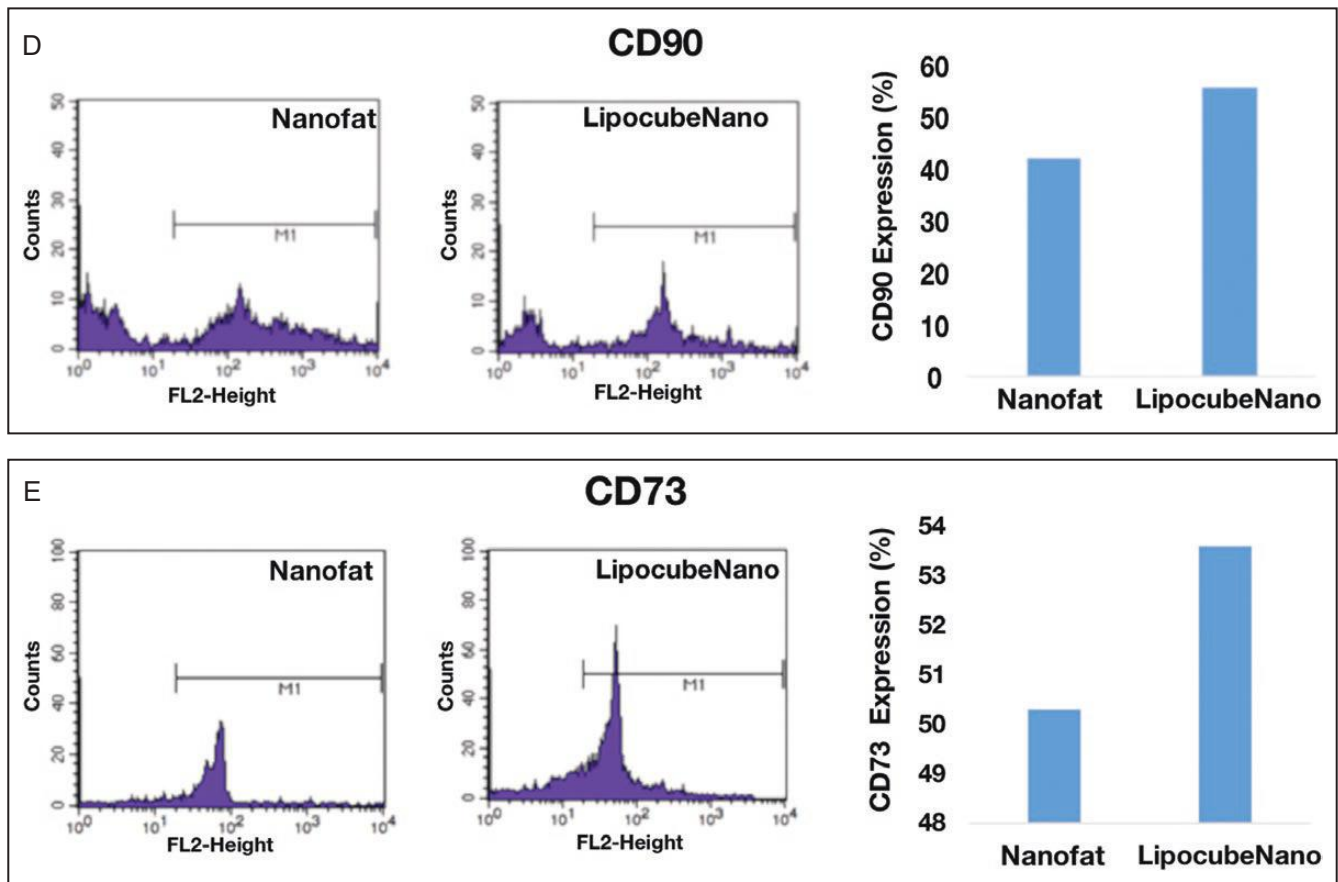 D
CD90
Nanofat
LipocubeNano
Counts
50
40
30
20
10
0
M1
10^0 10^1 10^2 10^3 10^4
FL2-Height
Counts
50
40
30
20
10
0
M1
10^0 10^1 10^2 10^3 10^4
FL2-Height
CD90 Expression (%)
60
50
40
30
20
10
0
Nanofat LipocubeNano
E
CD73
Nanofat
LipocubeNano
Counts
100
80
60
40
20
0
M1
10^0 10^1 10^2 10^3 10^4
FL2-Height
Counts
100
80
60
40
20
0
M1
10^0 10^1 10^2 10^3 10^4
FL2-Height
CD73 Expression (%)
54
53
52
51
50
49
48
Nanofat LipocubeNano